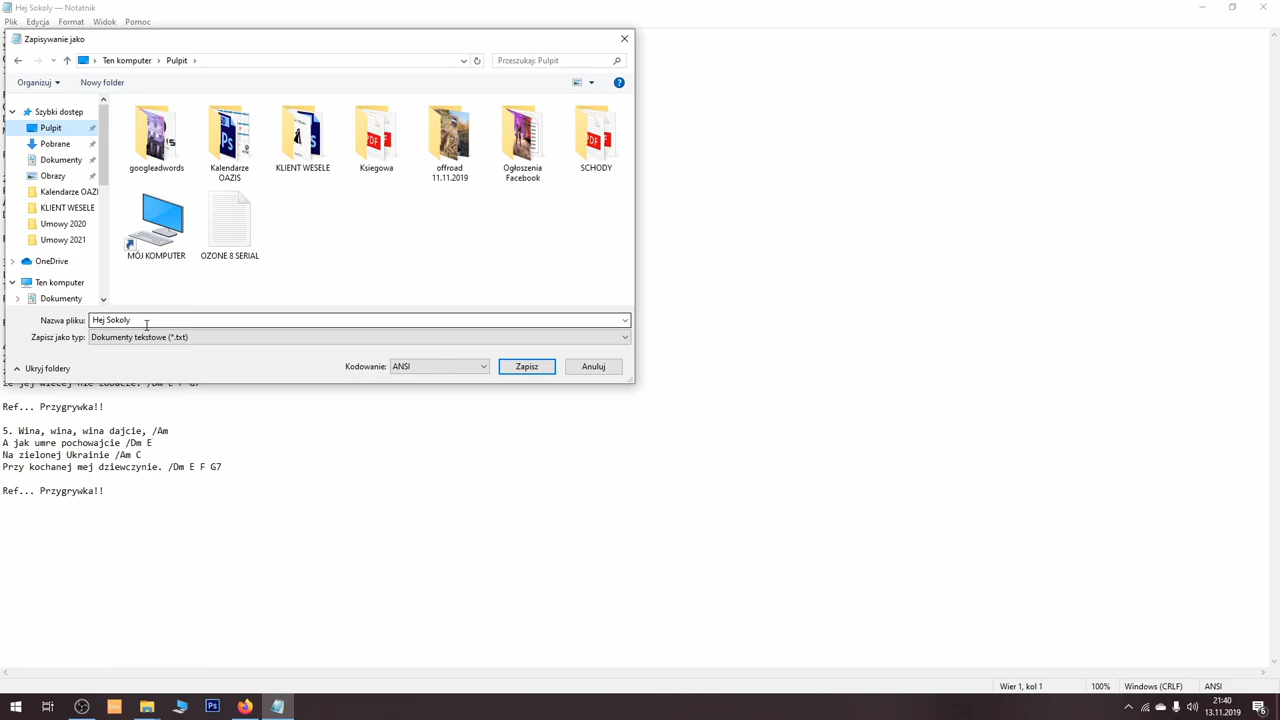 Hej Sokoly — Notatnik
Plik Edycja Format Widok Pomoc
Zapisywanie jako
Ten komputer > Pulpit >
Przeszukaj: Pulpit
Organizuj
Nowy folder
Szybki dostęp
Pulpit
Pobrane
Dokumenty
Obrazy
Kalendarze OAZI
KLIENT WESELE
Umowy 2020
Umowy 2021
OneDrive
Ten komputer
Dokumenty
googleadwords
Kalendarze
OAZIS
KLIENT WESELE
Ksiegowa
offroad
11.11.2019
Ogłoszenia
Facebook
SCHODY
MÓJ KOMPUTER
OZONE 8 SERIAL
Nazwa pliku: Hej Sokoly
Zapisz jako typ: Dokumenty tekstowe (*.txt)
Ukryj foldery
Kodowanie: ANSI
Zapisz
Anuluj
Ref... Przygrywka!!
5. Wina, wina, wina dajcie, /Am
A jak umre pochowajcie /Dm E
Na zielonej Ukrainie /Am C
Przy kochanej mej dziewczynie. /Dm E F G7
Ref... Przygrywka!!
Wier 1, kol 1
100%
Windows (CRLF)
ANSI
21:40
13.11.2019